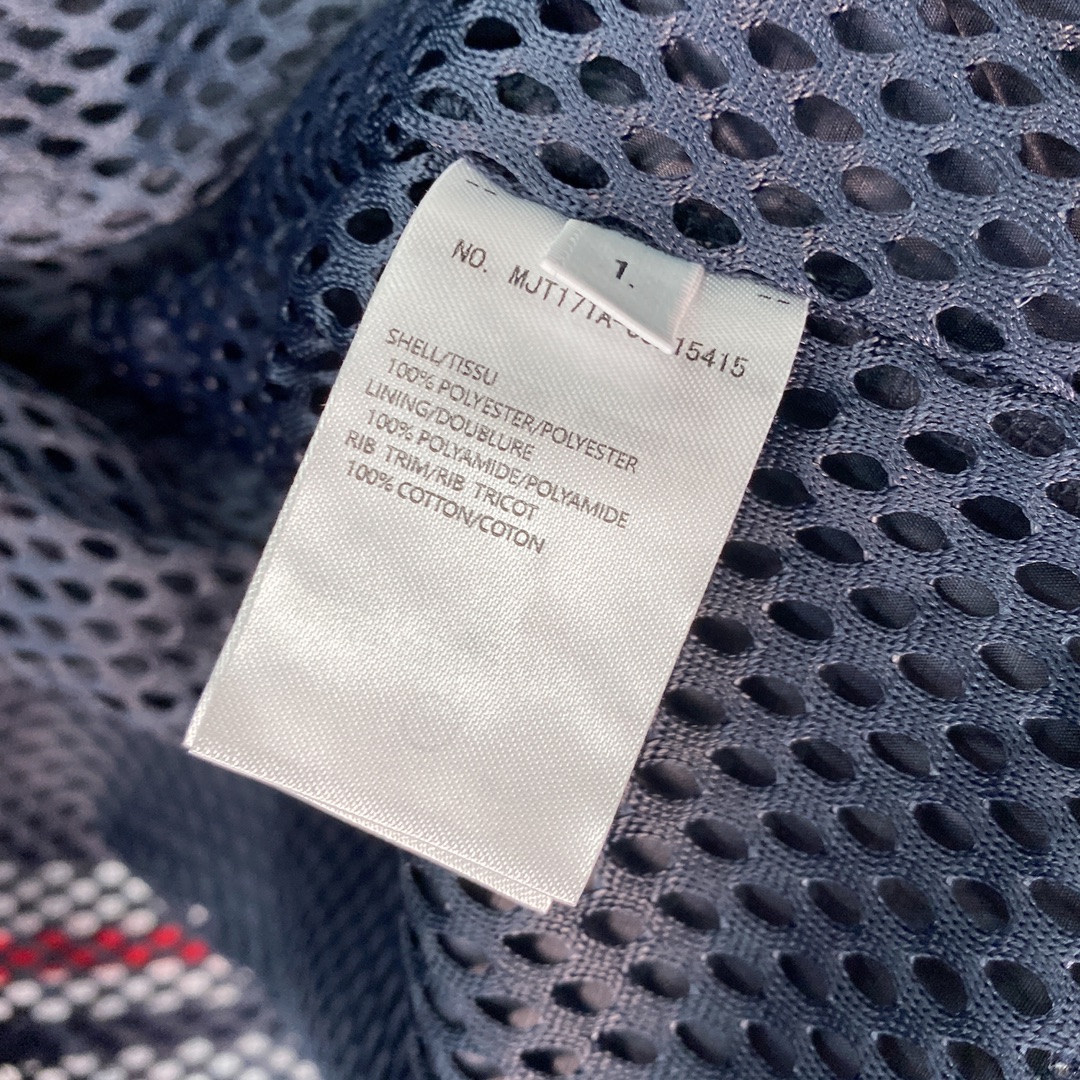 1.
NO. MJT171A 15415
SHELL/TISSU
100% POLYESTER/POLYESTER
LINING/DOUBLURE
100% POLYAMIDE/POLYAMIDE
RIB TRIM/RIB TRICOT
100% COTTON/COTON